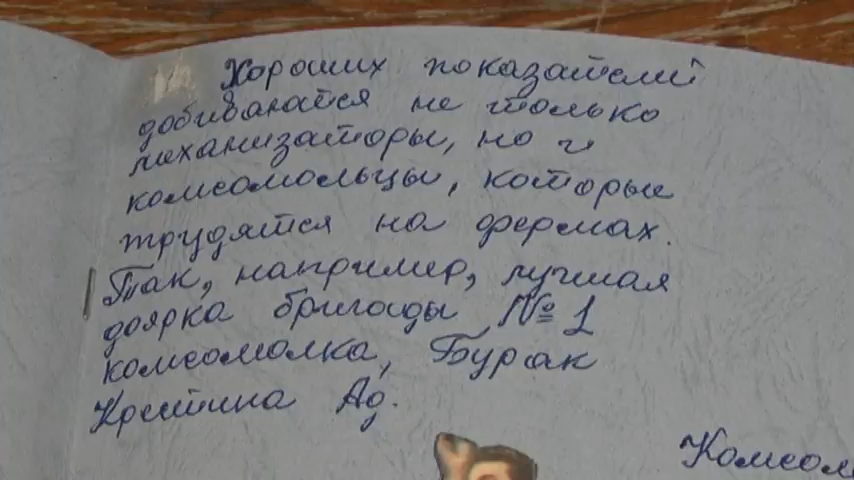 Хороших показателей
добиваются не только
механизаторы, но и
комсомольцы, которые
трудятся на фермах.
Так, например, лучшая
доярка бригады № 1
комсомолка, Бурак
Кристина Ад.
Комсом